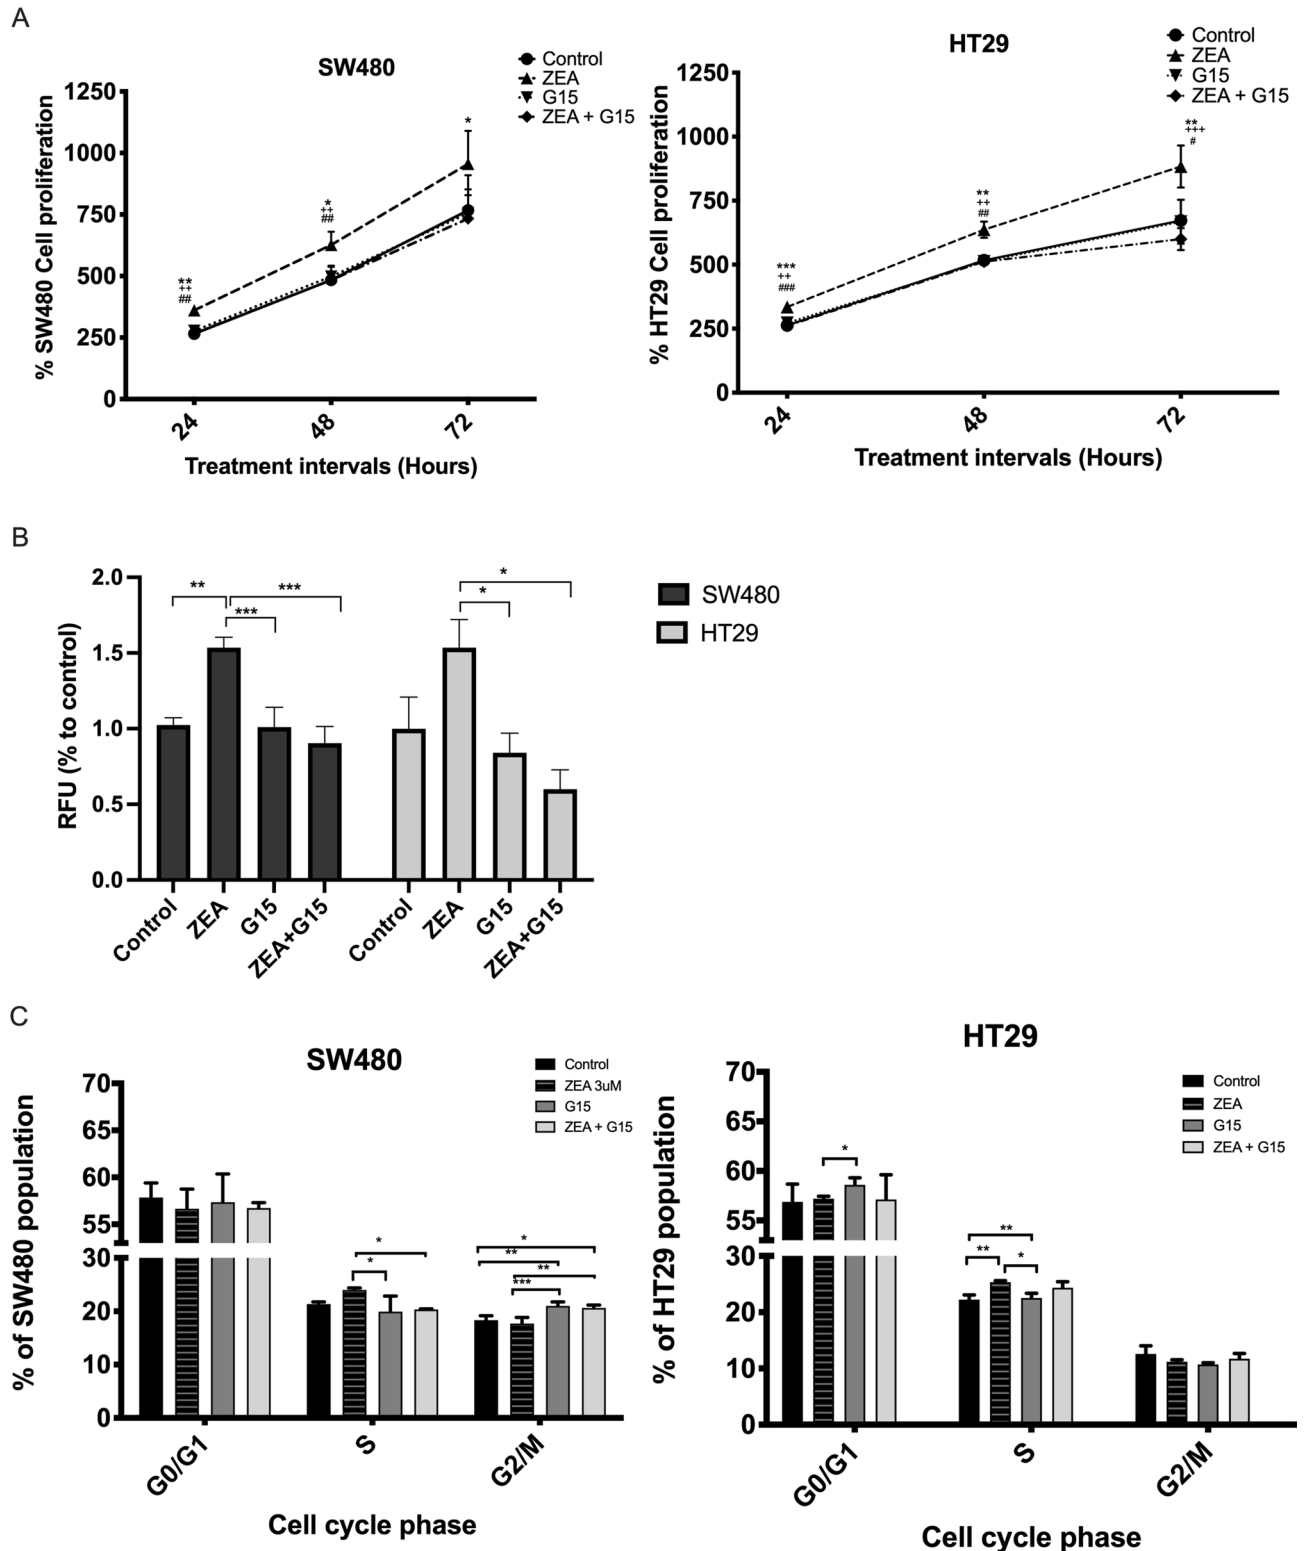 A
SW480
Control
ZEA
G15
ZEA + G15
% SW480 Cell proliferation
1250
1000
750
500
250
0
**
++
##
*
++
##
*
24
48
72
Treatment intervals (Hours)
HT29
Control
ZEA
G15
ZEA + G15
% HT29 Cell proliferation
1250
1000
750
500
250
0
***
++
###
**
++
##
**
+++
#
24
48
72
Treatment intervals (Hours)
B
RFU (% to control)
2.0
1.5
1.0
0.5
0.0
**
***
***
*
*
SW480
HT29
Control
ZEA
G15
ZEA+G15
Control
ZEA
G15
ZEA+G15
C
SW480
Control
ZEA 3uM
G15
ZEA + G15
% of SW480 population
70
65
60
55
30
20
10
0
*
*
*
**
**
***
G0/G1
S
G2/M
Cell cycle phase
HT29
Control
ZEA
G15
ZEA + G15
% of HT29 population
70
65
60
55
30
20
10
0
*
**
**
*
G0/G1
S
G2/M
Cell cycle phase